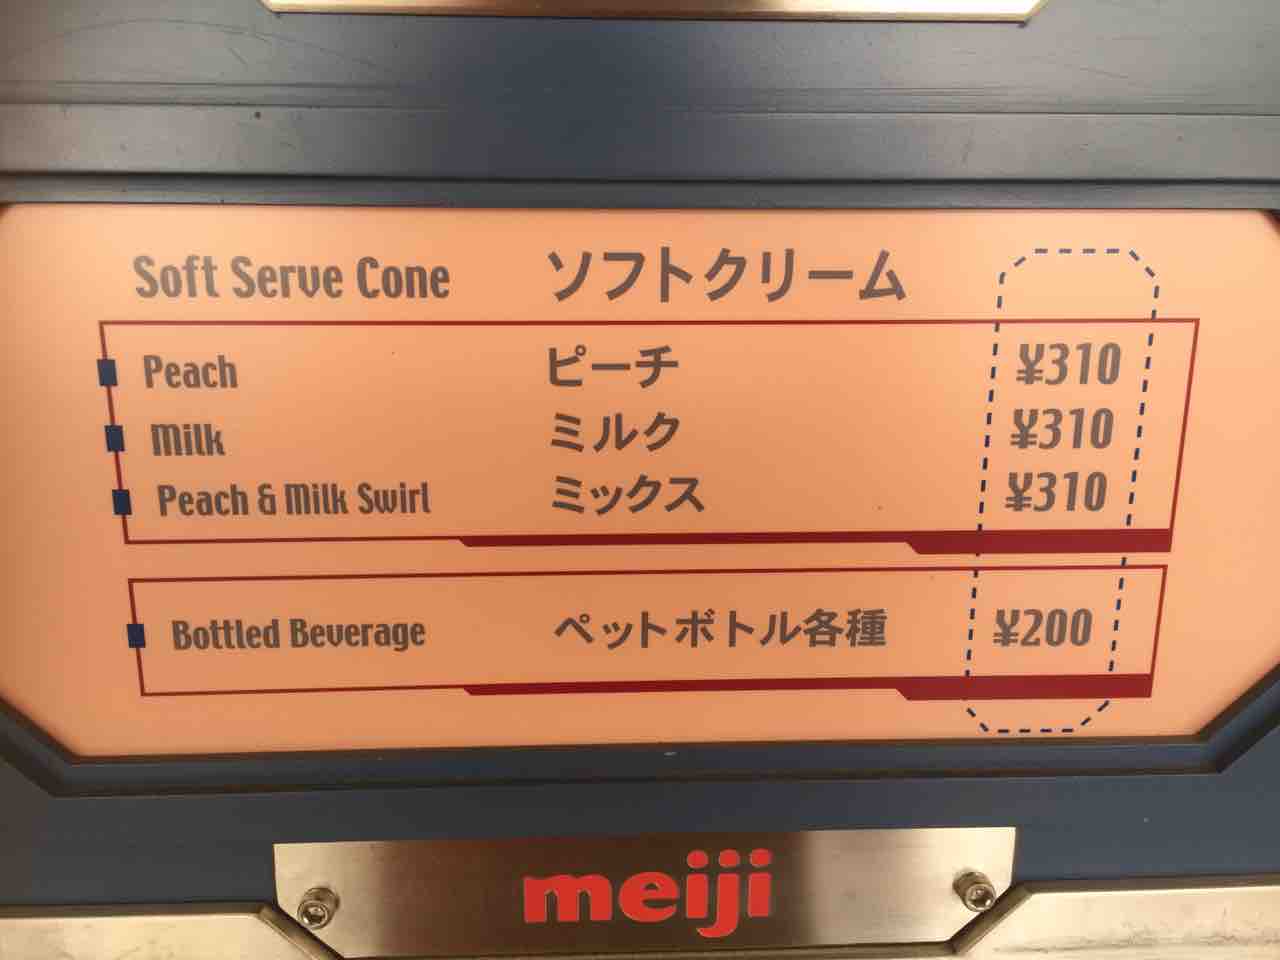 Soft Serve Cone ソフトクリーム
Peach ピーチ ¥310
Milk ミルク ¥310
Peach & Milk Swirl ミックス ¥310
Bottled Beverage ペットボトル各種 ¥200
meiji